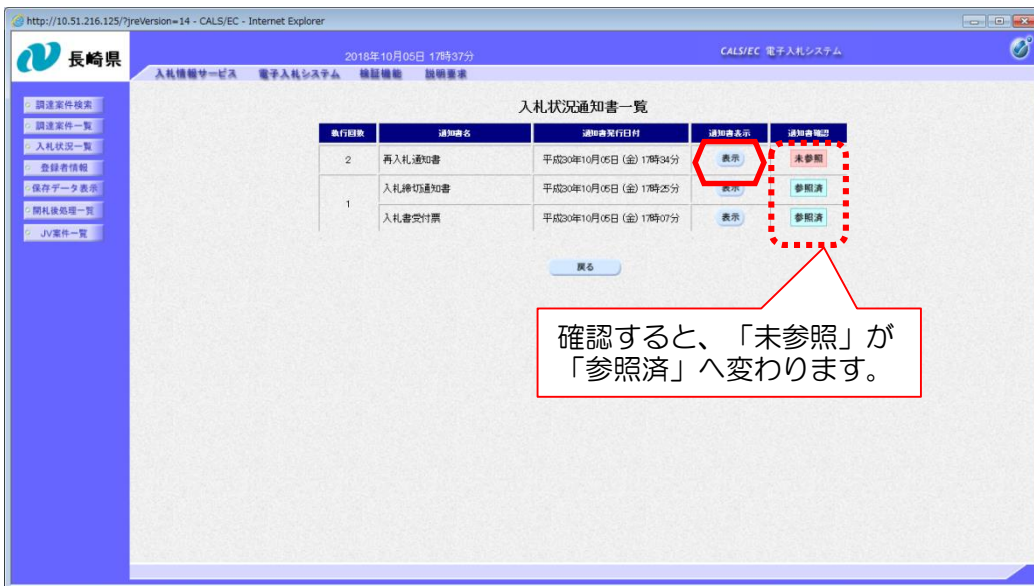 http://10.51.216.125/?jreVersion=14 - CALS/EC - Internet Explorer
長崎県
2018年10月05日 17時37分
CALS/EC 電子入札システム
入札情報サービス 電子入札システム 検証機能 説明要求
調達案件検索
調達案件一覧
入札状況一覧
登録者情報
保存データ表示
開札後処理一覧
JV案件一覧
入札状況通知書一覧
執行回数 通知書名 通知書発行日付 通知書表示 通知書確認
2 再入札通知書 平成30年10月05日 (金) 17時34分 表示 未参照
入札締切通知書 平成30年10月05日 (金) 17時25分 表示 参照済
1
入札書受付票 平成30年10月05日 (金) 17時07分 表示 参照済
戻る
確認すると、「未参照」が
「参照済」へ変わります。